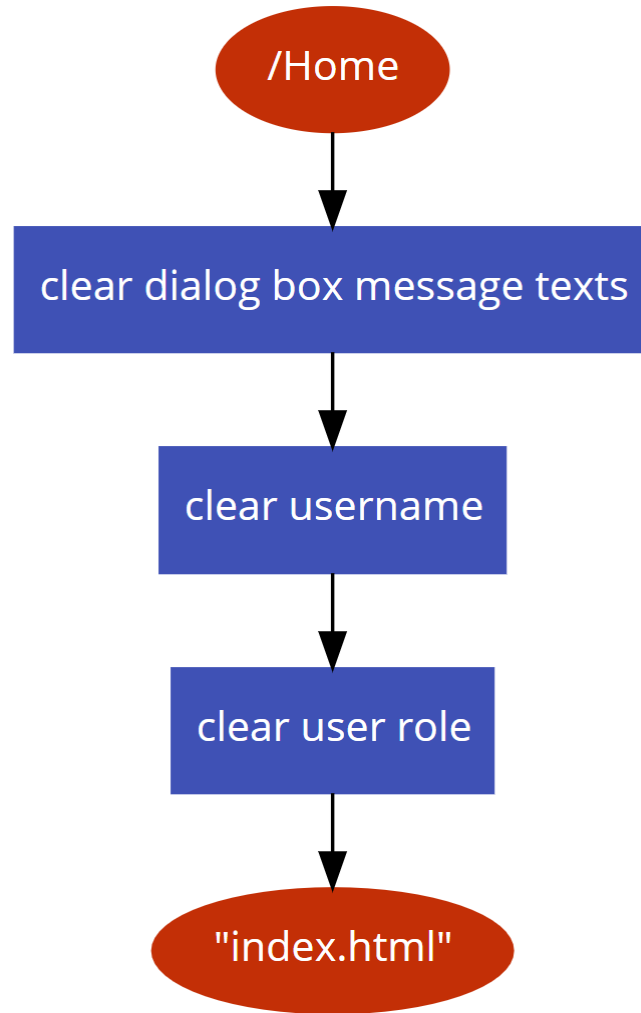 /Home
clear dialog box message texts
clear username
clear user role
"index.html"